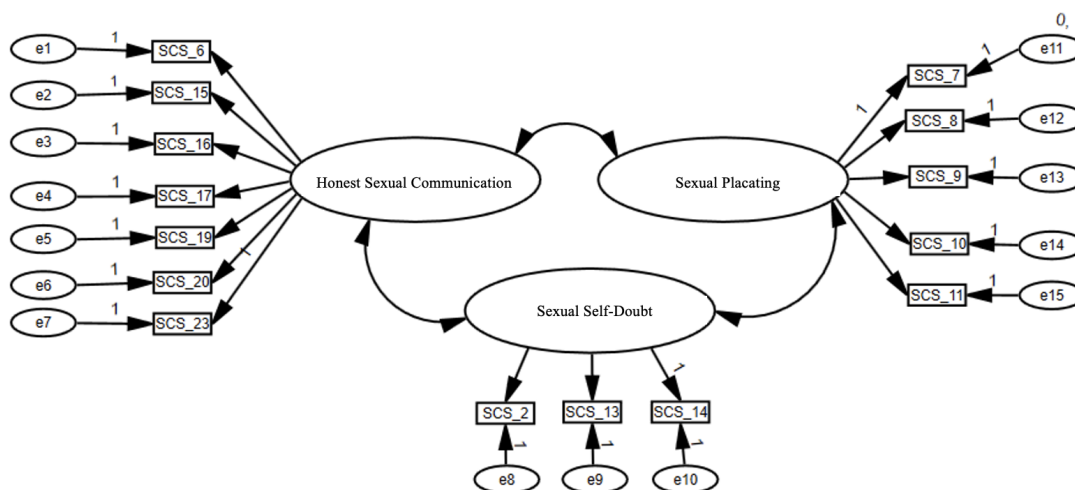 0,
e1
1
SCS_6
e2
1
SCS_15
e3
1
SCS_16
e4
1
SCS_17
e5
1
SCS_19
e6
1
SCS_20
1
e7
1
SCS_23
Honest Sexual Communication
Sexual Placating
Sexual Self-Doubt
1
SCS_7
1
e11
SCS_8
1
e12
SCS_9
1
e13
SCS_10
1
e14
SCS_11
1
e15
1
SCS_2
SCS_13
SCS_14
1
1
1
e8
e9
e10